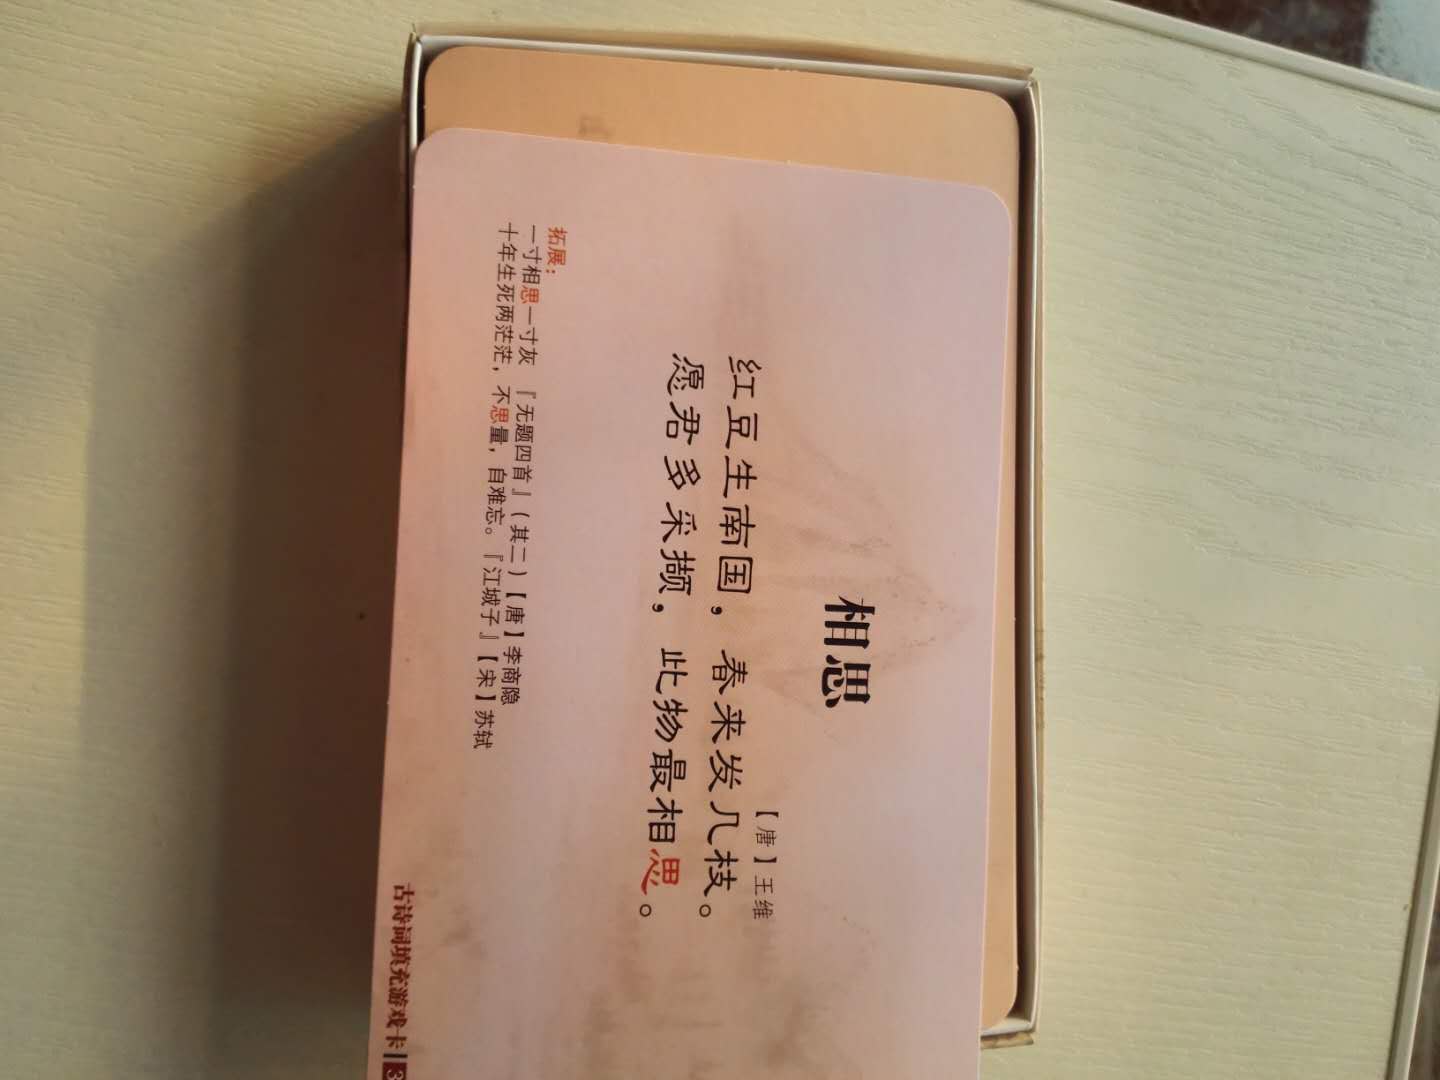 相思
【唐】王维
红豆生南国，春来发几枝。
愿君多采撷，此物最相思。
拓展：
一寸相思一寸灰 『无题四首』（其二）【唐】李商隐
十年生死两茫茫，不思量，自难忘。『江城子』【宋】苏轼
古诗词填充游戏卡 3